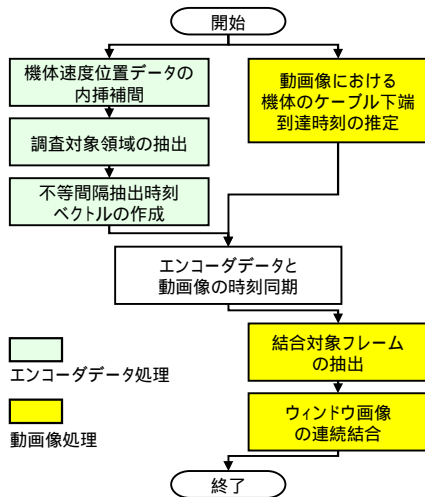 開始
機体速度位置データの
内挿補間
調査対象領域の抽出
不等間隔抽出時刻
ベクトルの作成
動画像における
機体のケーブル下端
到達時刻の推定
エンコーダデータと
動画像の時刻同期
結合対象フレーム
の抽出
ウィンドウ画像
の連続結合
終了
エンコーダデータ処理
動画像処理